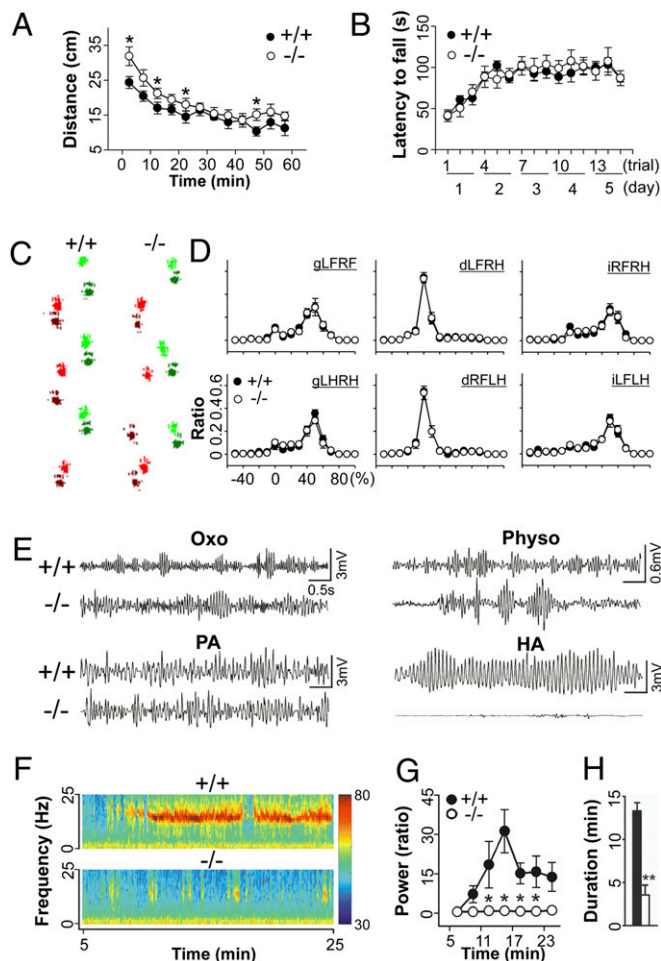 A
B
Distance (cm)
35
25
15
5
* * * *
+/+
-/-
0 10 20 30 40 50 60
Time (min)
Latency to fall (s)
150
100
50
0
+/+
-/-
1 4 7 10 13 (trial)
1 2 3 4 5 (day)
C
+/+ -/-
D
gLFRF dLFRH iRFRH
gLHRH dRFLH iLFLH
+/+
-/-
Ratio
0 0.2 0.4 0.6
-40 0 40 80 (%)
E
Oxo Physo
+/+
-/-
3mV
0.5s
0.6mV
PA HA
+/+
-/-
3mV
3mV
F
+/+
25
0
-/-
25
0
Frequency (Hz)
80
30
5 25
Time (min)
G
+/+
-/-
Power (ratio)
45
30
15
0
* * * *
5 11 17 23
Time (min)
H
Duration (min)
15
10
5
0
**